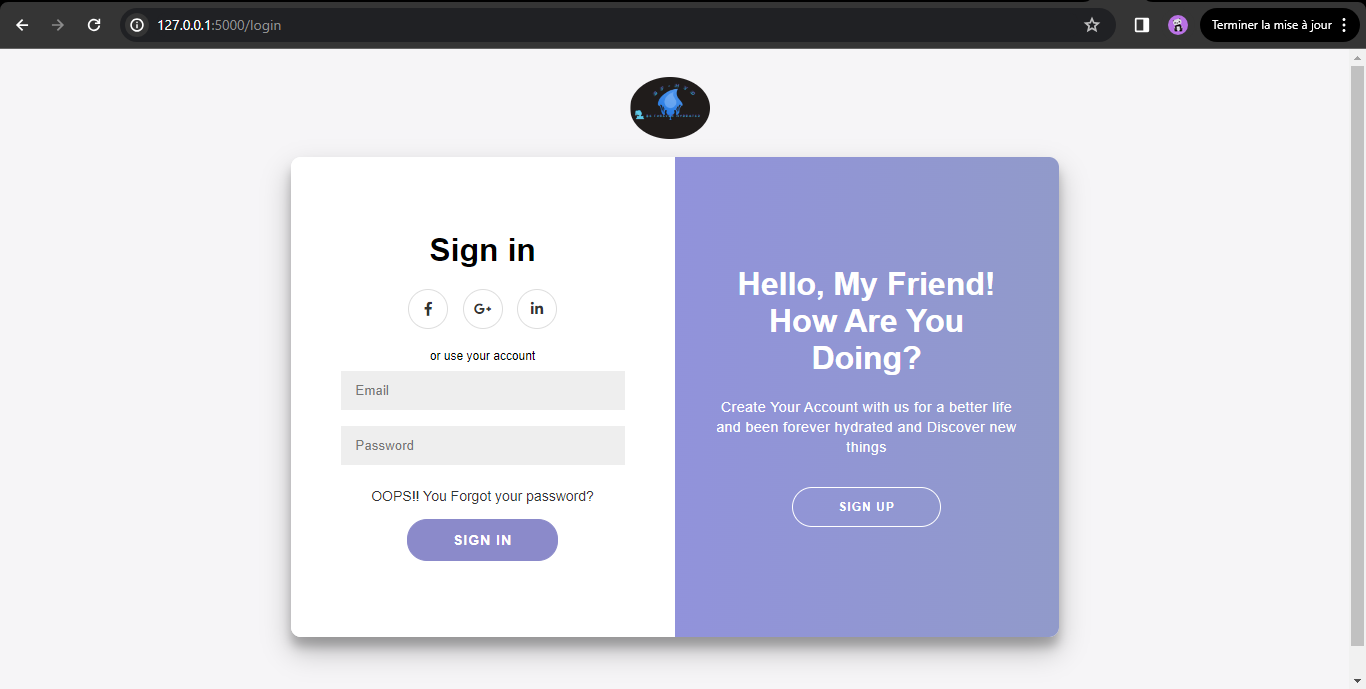 127.0.0.1:5000/login
Terminer la mise à jour
Sign in
f
G+
in
or use your account
Email
Password
OOPS!! You Forgot your password?
SIGN IN
Hello, My Friend!
How Are You
Doing?
Create Your Account with us for a better life
and been forever hydrated and Discover new
things
SIGN UP